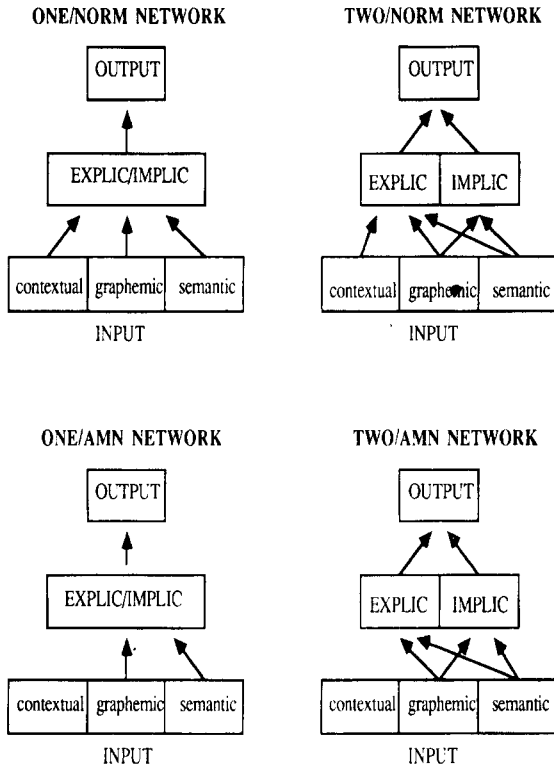 ONE/NORM NETWORK
OUTPUT
EXPLIC/IMPLIC
contextual graphemic semantic
INPUT
TWO/NORM NETWORK
OUTPUT
EXPLIC IMPLIC
contextual graphemic semantic
INPUT
ONE/AMN NETWORK
OUTPUT
EXPLIC/IMPLIC
contextual graphemic semantic
INPUT
TWO/AMN NETWORK
OUTPUT
EXPLIC IMPLIC
contextual graphemic semantic
INPUT